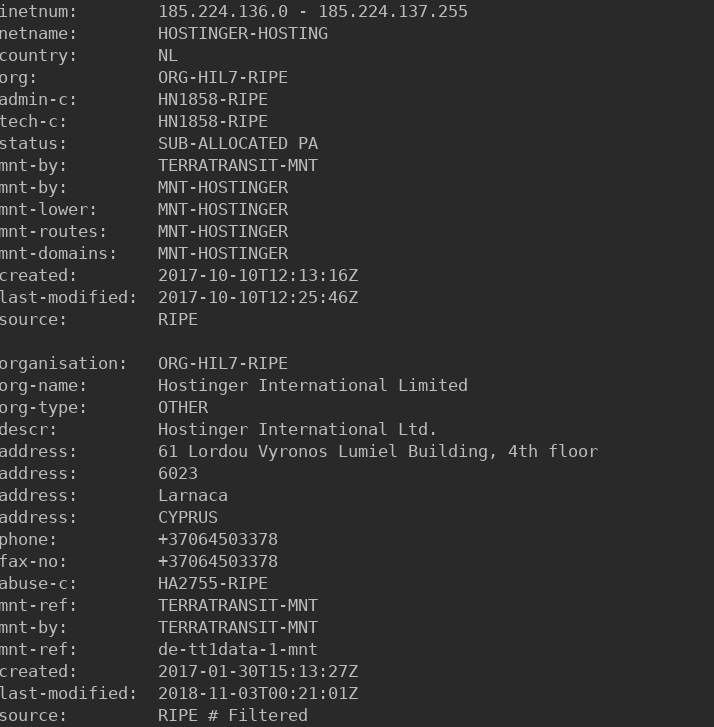 inetnum: 185.224.136.0 - 185.224.137.255
netname: HOSTINGER-HOSTING
country: NL
org: ORG-HIL7-RIPE
admin-c: HN1858-RIPE
tech-c: HN1858-RIPE
status: SUB-ALLOCATED PA
mnt-by: TERRATRANSIT-MNT
mnt-by: MNT-HOSTINGER
mnt-lower: MNT-HOSTINGER
mnt-routes: MNT-HOSTINGER
mnt-domains: MNT-HOSTINGER
created: 2017-10-10T12:13:16Z
last-modified: 2017-10-10T12:25:46Z
source: RIPE
organisation: ORG-HIL7-RIPE
org-name: Hostinger International Limited
org-type: OTHER
descr: Hostinger International Ltd.
address: 61 Lordou Vyronos Lumiel Building, 4th floor
address: 6023
address: Larnaca
address: CYPRUS
phone: +37064503378
fax-no: +37064503378
abuse-c: HA2755-RIPE
mnt-ref: TERRATRANSIT-MNT
mnt-by: TERRATRANSIT-MNT
mnt-ref: de-tt1data-1-mnt
created: 2017-01-30T15:13:27Z
last-modified: 2018-11-03T00:21:01Z
source: RIPE # Filtered